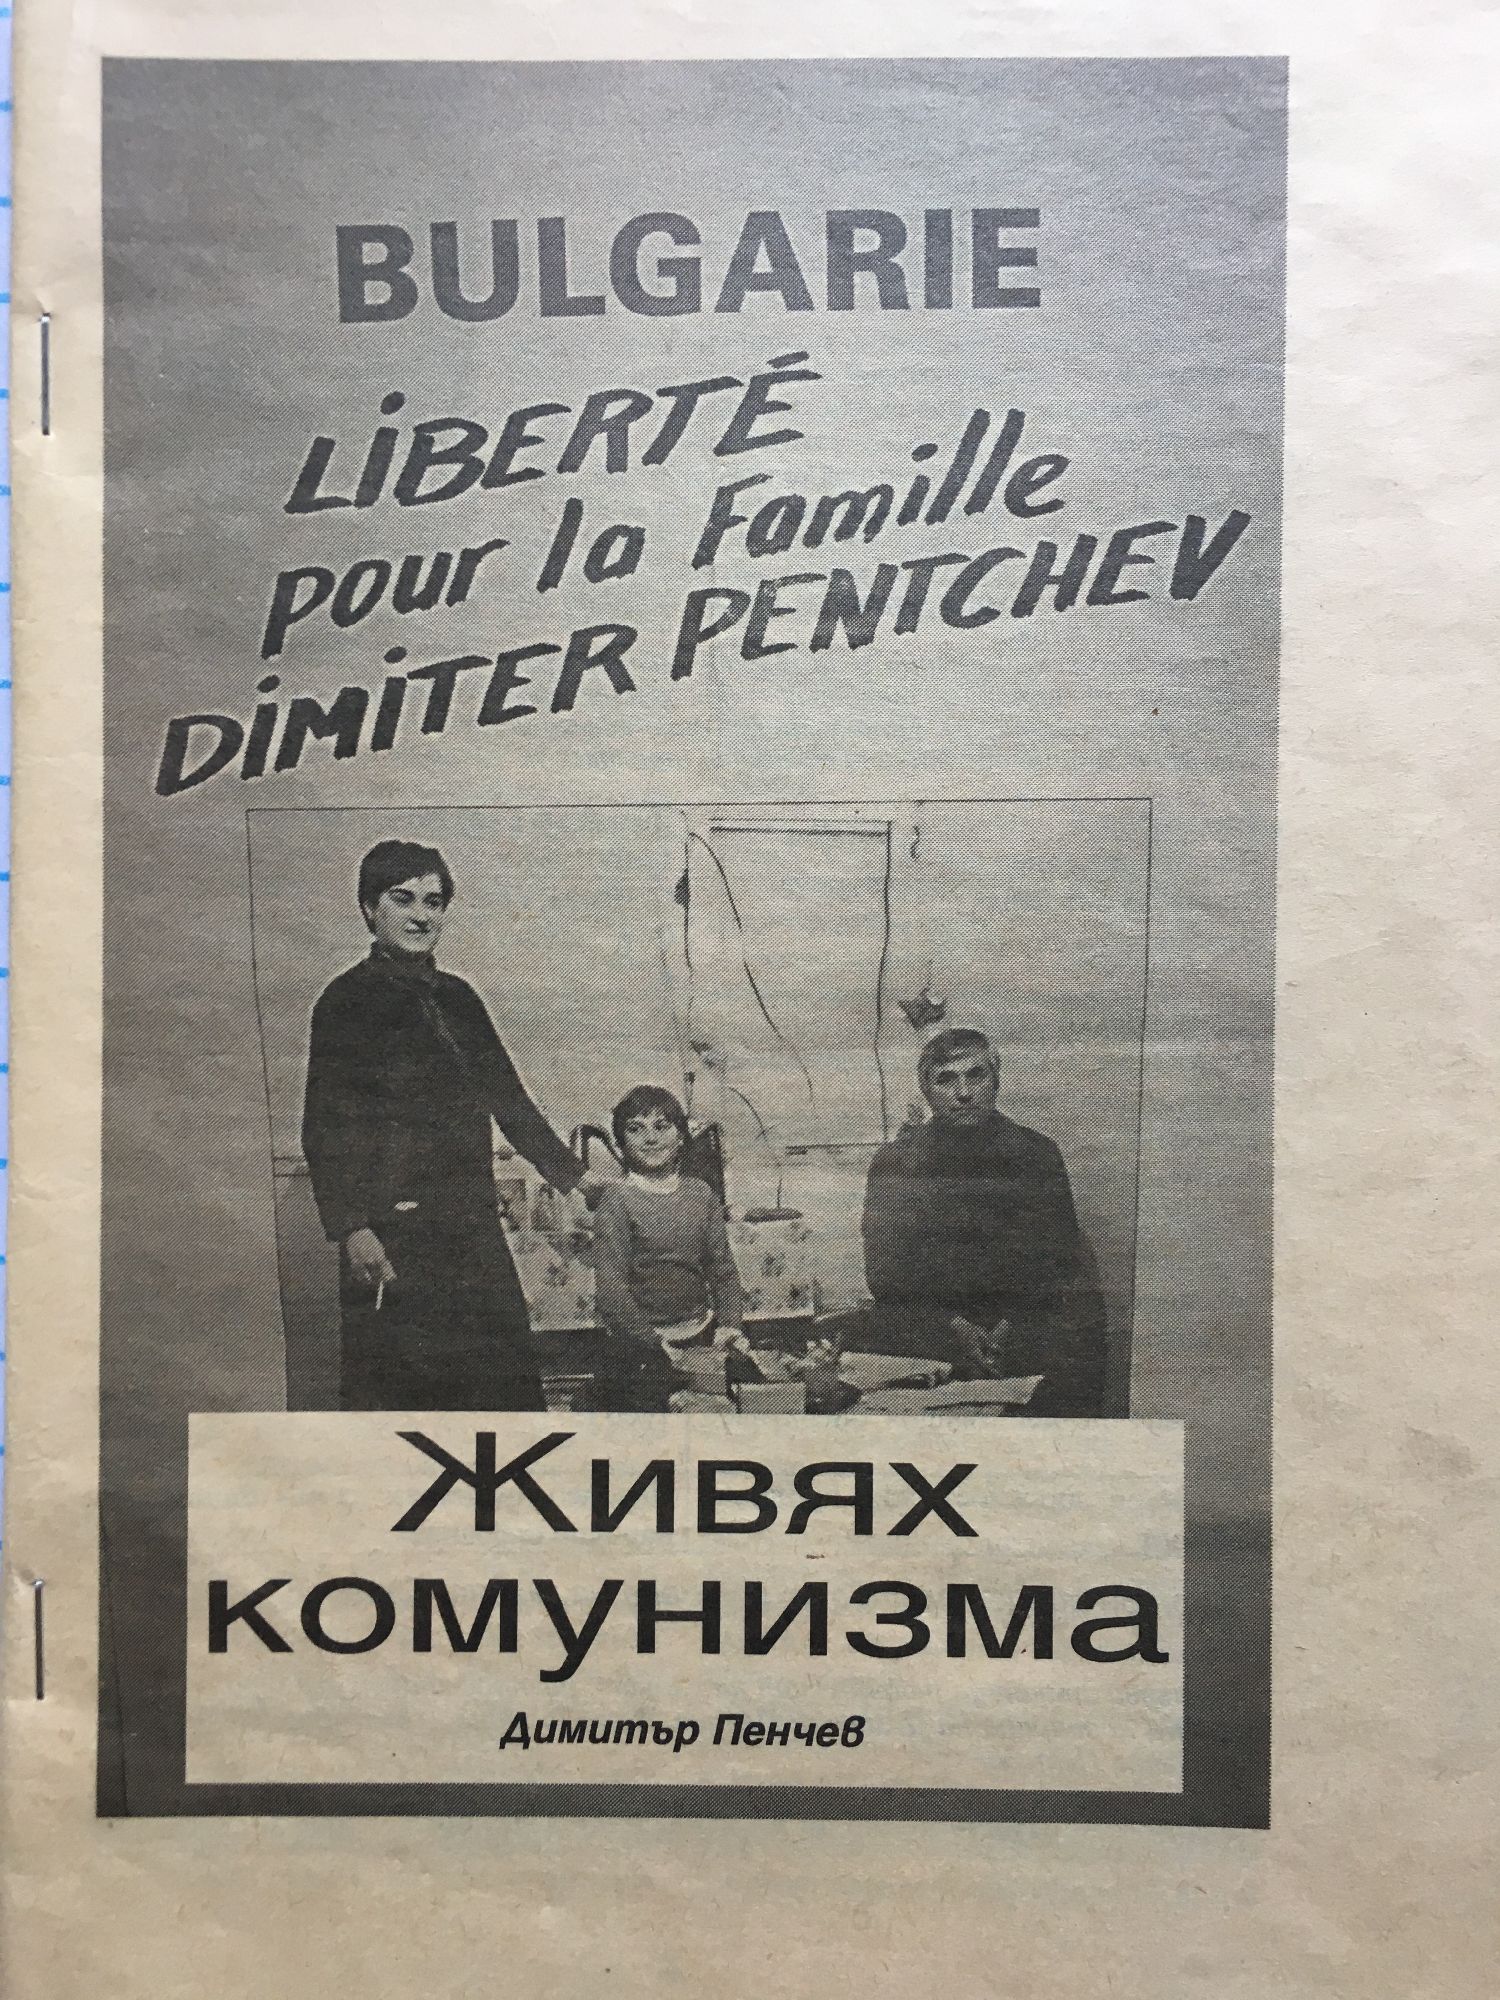 BULGARIE
LiBERTÉ
pour la Famille
DiMiTER PENTCHEV
Живях
комунизма
Димитър Пенчев